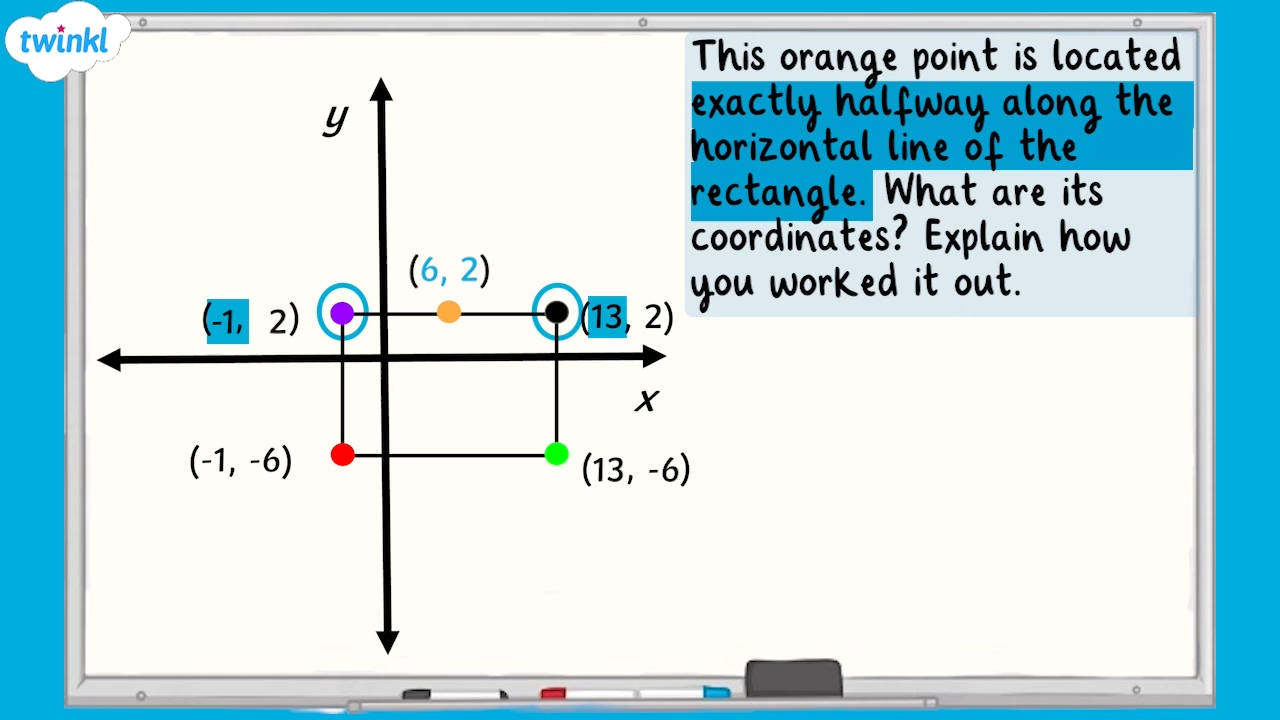 twinkl
This orange point is located
exactly halfway along the
horizontal line of the
rectangle. What are its
coordinates? Explain how
you worked it out.
y
(6, 2)
(-1, 2)
(13, 2)
x
(-1, -6)
(13, -6)